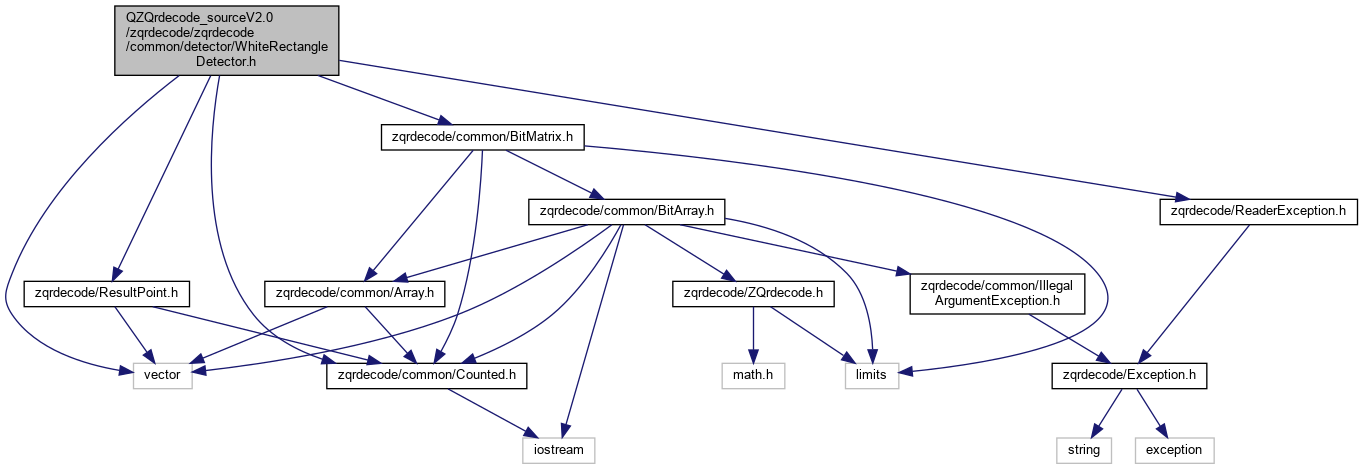 QZQrdecode_sourceV2.0
/zqrdecode/zqrdecode
/common/detector/WhiteRectangle
Detector.h
zqrdecode/common/BitMatrix.h
zqrdecode/common/BitArray.h
zqrdecode/ReaderException.h
zqrdecode/ResultPoint.h
zqrdecode/common/Array.h
zqrdecode/ZQrdecode.h
zqrdecode/common/Illegal
ArgumentException.h
vector
zqrdecode/common/Counted.h
math.h
limits
zqrdecode/Exception.h
iostream
string
exception